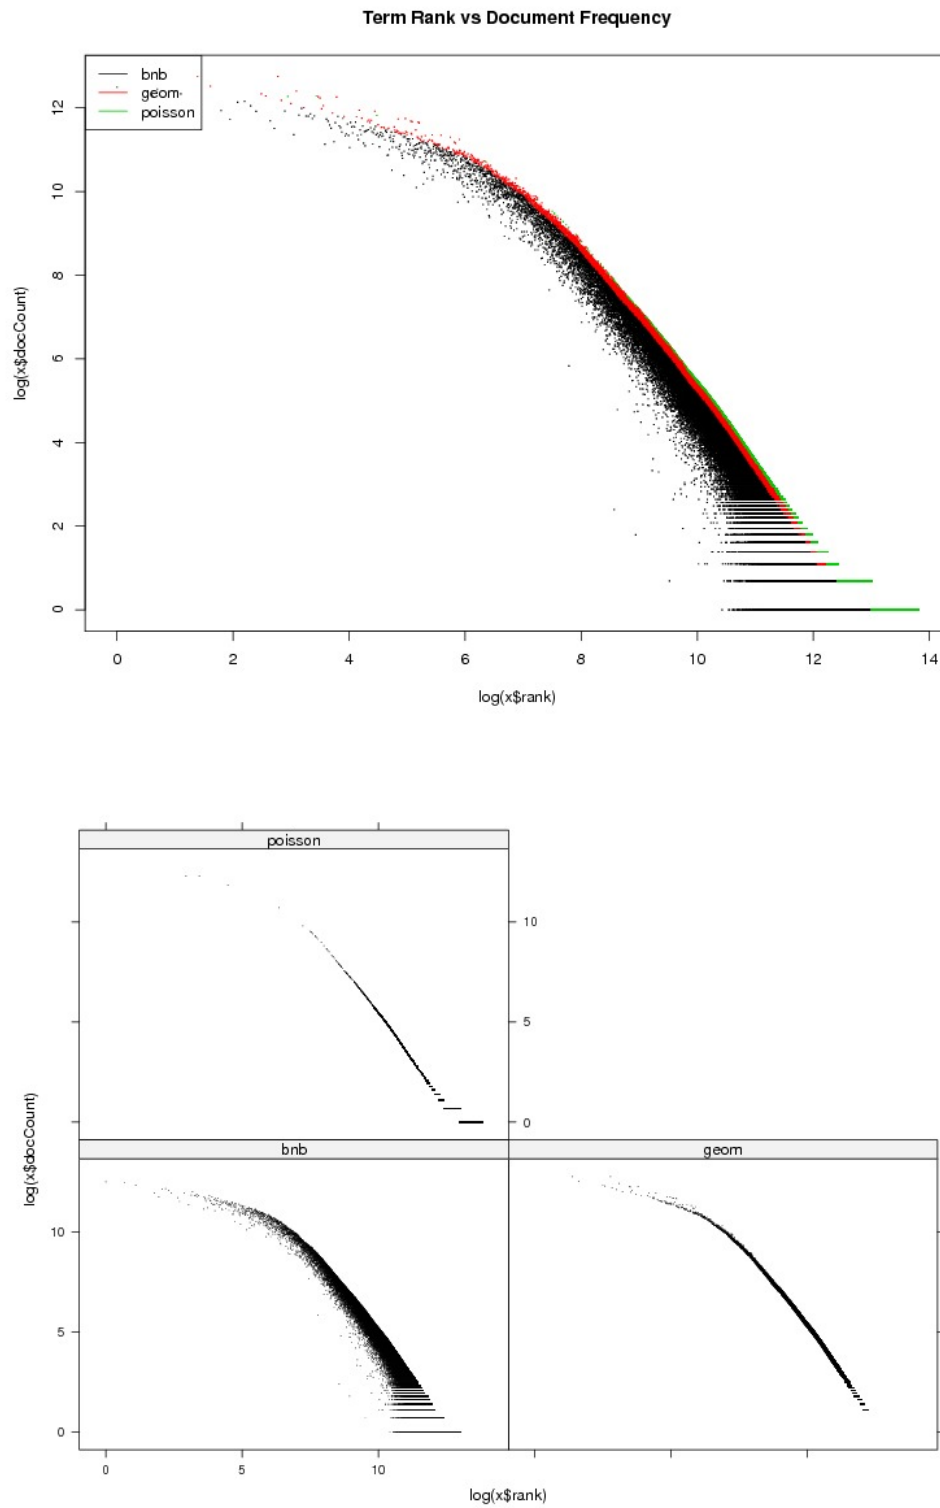 Term Rank vs Document Frequency
bnb
geom
poisson
12
10
8
6
4
2
0
log(x$docCount)
0 2 4 6 8 10 12 14
log(x$rank)
poisson
10
5
0
bnb geom
log(x$docCount)
10
5
0
0 5 10
log(x$rank)